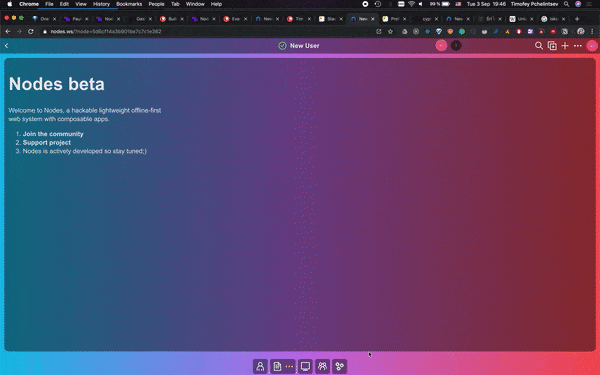 Chrome File Edit View History Bookmarks People Tab Window Help 99% Tue 3 Sep 19:46 Timofey Pchelintsev
nodes.ws/
New User
Nodes beta
Welcome to Nodes, a hackable lightweight offline-first
web system with composable apps.
1. Join the community
2. Support project
3. Nodes is actively developed so stay tuned;)